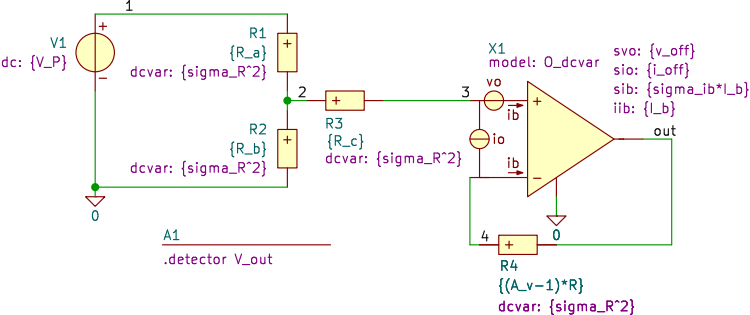 1
V1
dc: {V_P}
+
−
R1
{R_a}
dcvar: {sigma_R^2}
+
2
R2
{R_b}
dcvar: {sigma_R^2}
+
0
R3
{R_c}
dcvar: {sigma_R^2}
+
3
X1
model: O_dcvar
svo: {v_off}
sio: {i_off}
sib: {sigma_ib*I_b}
iib: {I_b}
vo
+
ib
io
ib
+
−
out
0
4
+
R4
{(A_v-1)*R}
dcvar: {sigma_R^2}
A1
.detector V_out